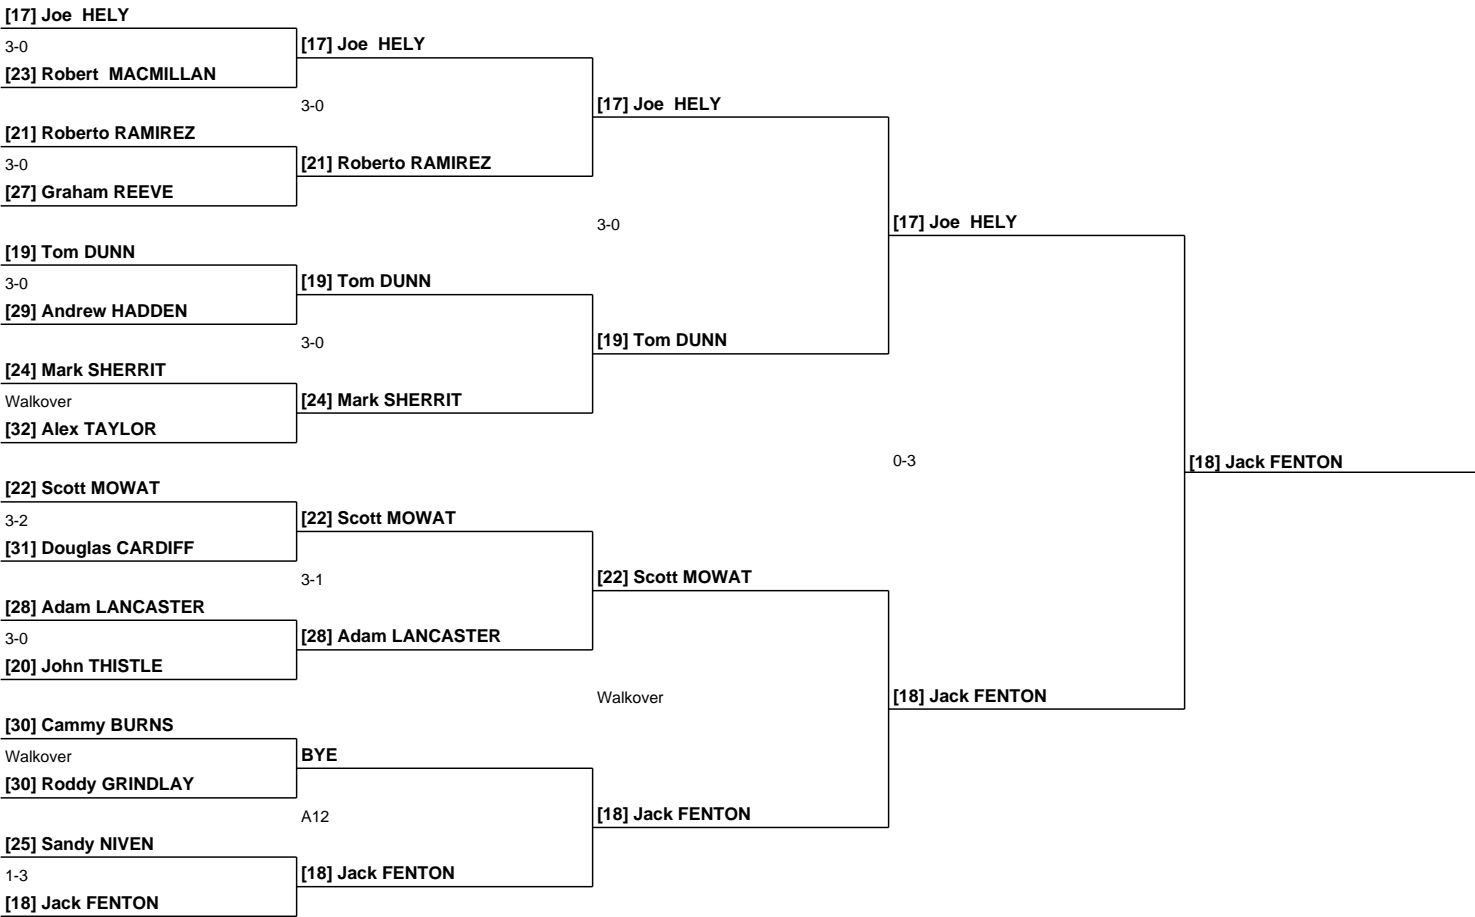 [17] Joe  HELY
3-0
[17] Joe  HELY
[23] Robert  MACMILLAN
3-0
[17] Joe  HELY
[21] Roberto RAMIREZ
3-0
[21] Roberto RAMIREZ
[27] Graham REEVE
3-0
[17] Joe  HELY
[19] Tom DUNN
3-0
[19] Tom DUNN
[29] Andrew HADDEN
3-0
[19] Tom DUNN
[24] Mark SHERRIT
Walkover
[24] Mark SHERRIT
[32] Alex TAYLOR
0-3
[18] Jack FENTON
[22] Scott MOWAT
3-2
[22] Scott MOWAT
[31] Douglas CARDIFF
3-1
[22] Scott MOWAT
[28] Adam LANCASTER
3-0
[28] Adam LANCASTER
[20] John THISTLE
Walkover
[18] Jack FENTON
[30] Cammy BURNS
Walkover
BYE
[30] Roddy GRINDLAY
A12
[18] Jack FENTON
[25] Sandy NIVEN
1-3
[18] Jack FENTON
[18] Jack FENTON